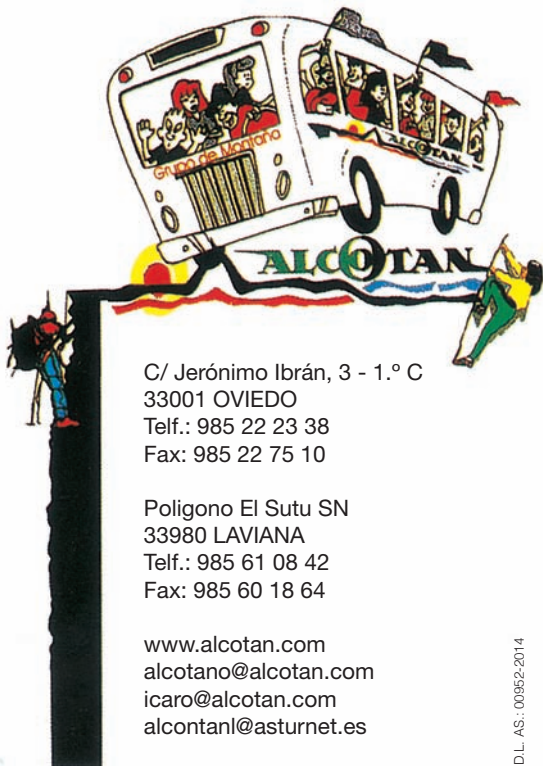 Grupo de Montaña
ALCOTAN
ALCOTAN
C/ Jerónimo Ibrán, 3 - 1.º C
33001 OVIEDO
Telf.: 985 22 23 38
Fax: 985 22 75 10
Poligono El Sutu SN
33980 LAVIANA
Telf.: 985 61 08 42
Fax: 985 60 18 64
www.alcotan.com
alcotano@alcotan.com
icaro@alcotan.com
alcontanl@asturnet.es
D.L. AS.: 00952-2014